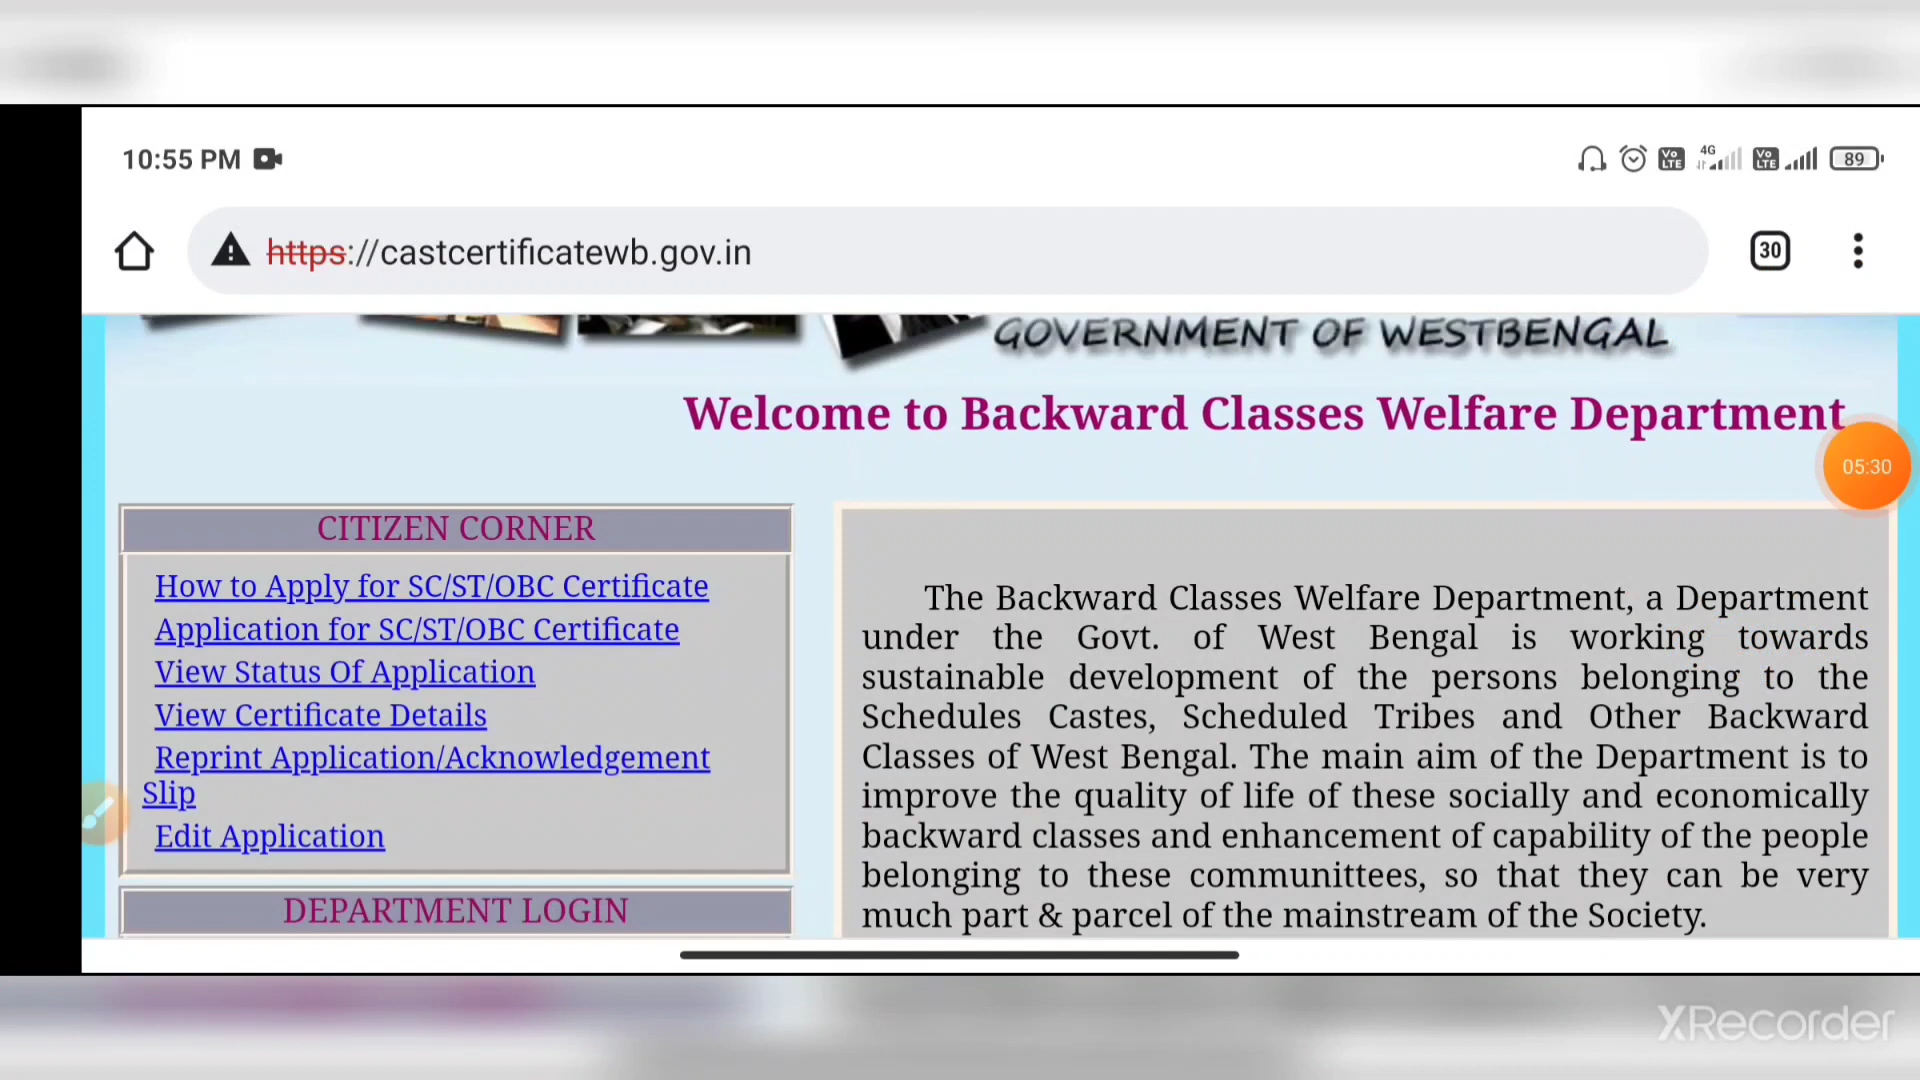 10:55 PM
4G
Vo LTE
Vo LTE
89
https://castcertificatewb.gov.in
30
GOVERNMENT OF WESTBENGAL
Welcome to Backward Classes Welfare Department
05:30
CITIZEN CORNER
How to Apply for SC/ST/OBC Certificate
Application for SC/ST/OBC Certificate
View Status Of Application
View Certificate Details
Reprint Application/Acknowledgement
Slip
Edit Application
DEPARTMENT LOGIN
The Backward Classes Welfare Department, a Department
under the Govt. of West Bengal is working towards
sustainable development of the persons belonging to the
Schedules Castes, Scheduled Tribes and Other Backward
Classes of West Bengal. The main aim of the Department is to
improve the quality of life of these socially and economically
backward classes and enhancement of capability of the people
belonging to these communittees, so that they can be very
much part & parcel of the mainstream of the Society.
XRecorder